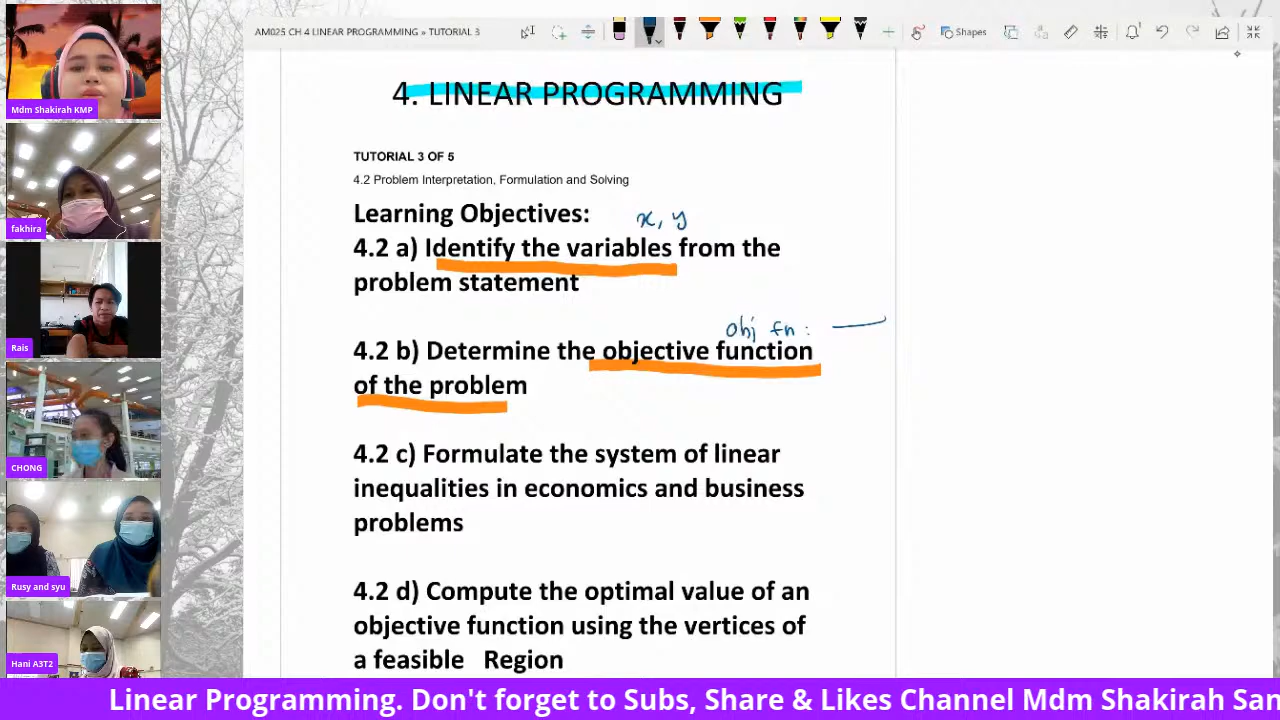 AM025 CH 4 LINEAR PROGRAMMING » TUTORIAL 3
Shapes
Mdm Shakirah KMP
fakhira
Rais
CHONG
Rusy and syu
Hani A3T2
4. LINEAR PROGRAMMING
TUTORIAL 3 OF 5
4.2 Problem Interpretation, Formulation and Solving
Learning Objectives:
x, y
4.2 a) Identify the variables from the
problem statement
obj fn :
4.2 b) Determine the objective function
of the problem
4.2 c) Formulate the system of linear
inequalities in economics and business
problems
4.2 d) Compute the optimal value of an
objective function using the vertices of
a feasible Region
Linear Programming. Don't forget to Subs, Share & Likes Channel Mdm Shakirah San